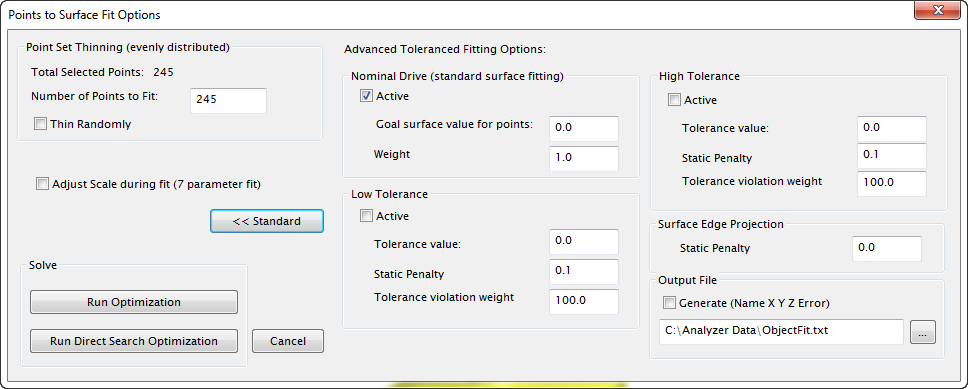 Points to Surface Fit Options
Point Set Thinning (evenly distributed)
Total Selected Points: 245
Number of Points to Fit: 245
Thin Randomly
Adjust Scale during fit (7 parameter fit)
<< Standard
Solve
Run Optimization
Run Direct Search Optimization
Cancel
Advanced Toleranced Fitting Options:
Nominal Drive (standard surface fitting)
Active
Goal surface value for points: 0.0
Weight 1.0
Low Tolerance
Active
Tolerance value: 0.0
Static Penalty 0.1
Tolerance violation weight 100.0
High Tolerance
Active
Tolerance value: 0.0
Static Penalty 0.1
Tolerance violation weight 100.0
Surface Edge Projection
Static Penalty 0.0
Output File
Generate (Name X Y Z Error)
C:\Analyzer Data\ObjectFit.txt
...